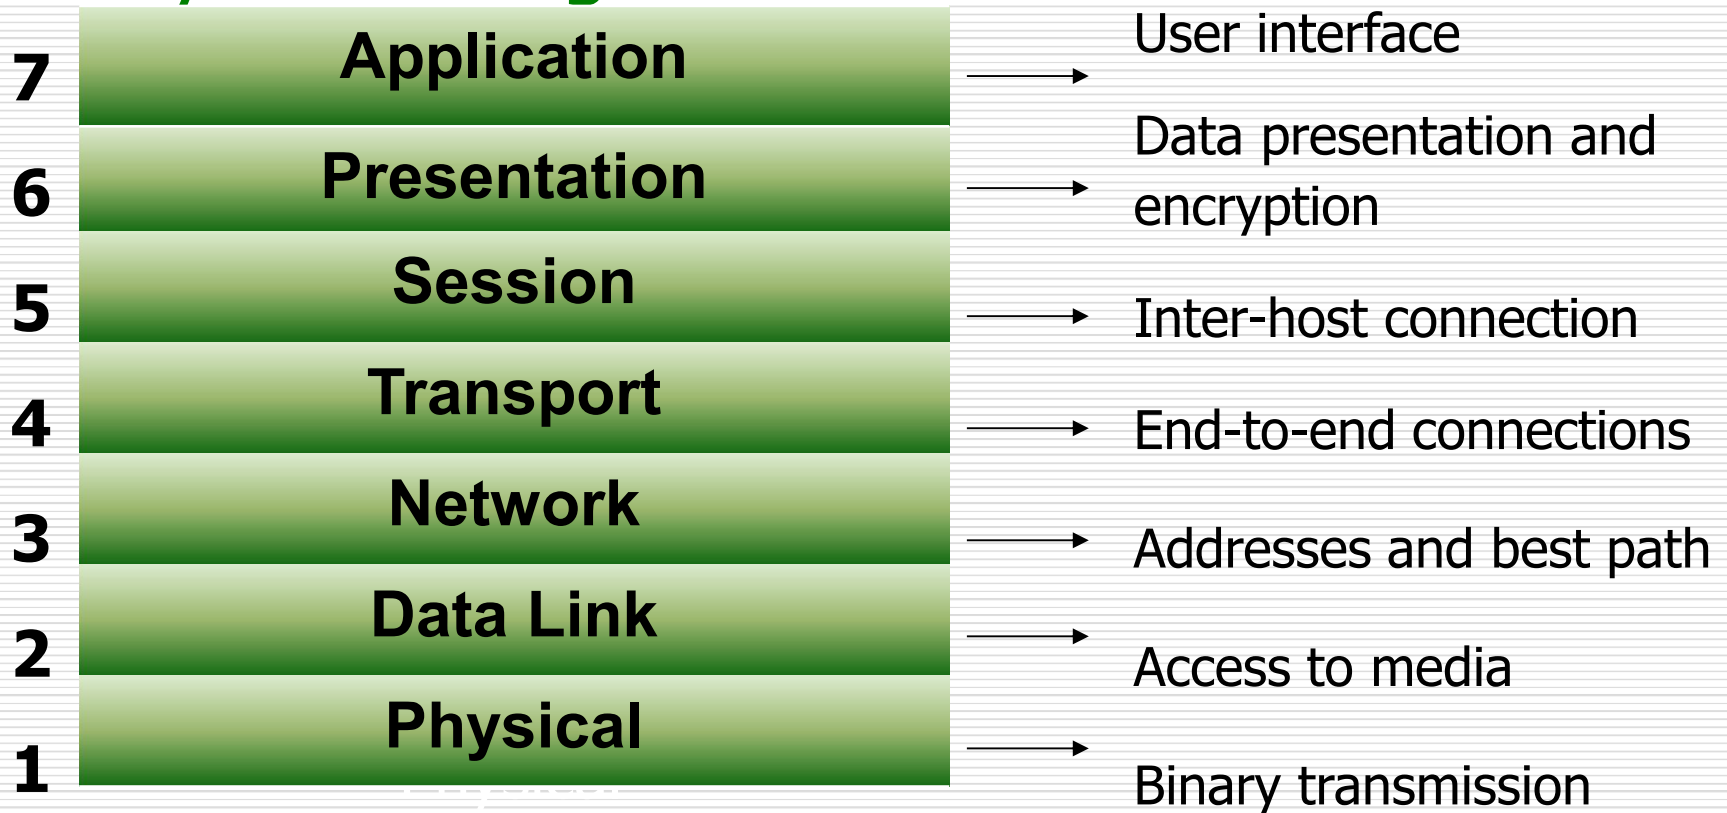 7 Application User interface
6 Presentation Data presentation and
encryption
5 Session Inter-host connection
4 Transport End-to-end connections
3 Network Addresses and best path
2 Data Link Access to media
1 Physical Binary transmission